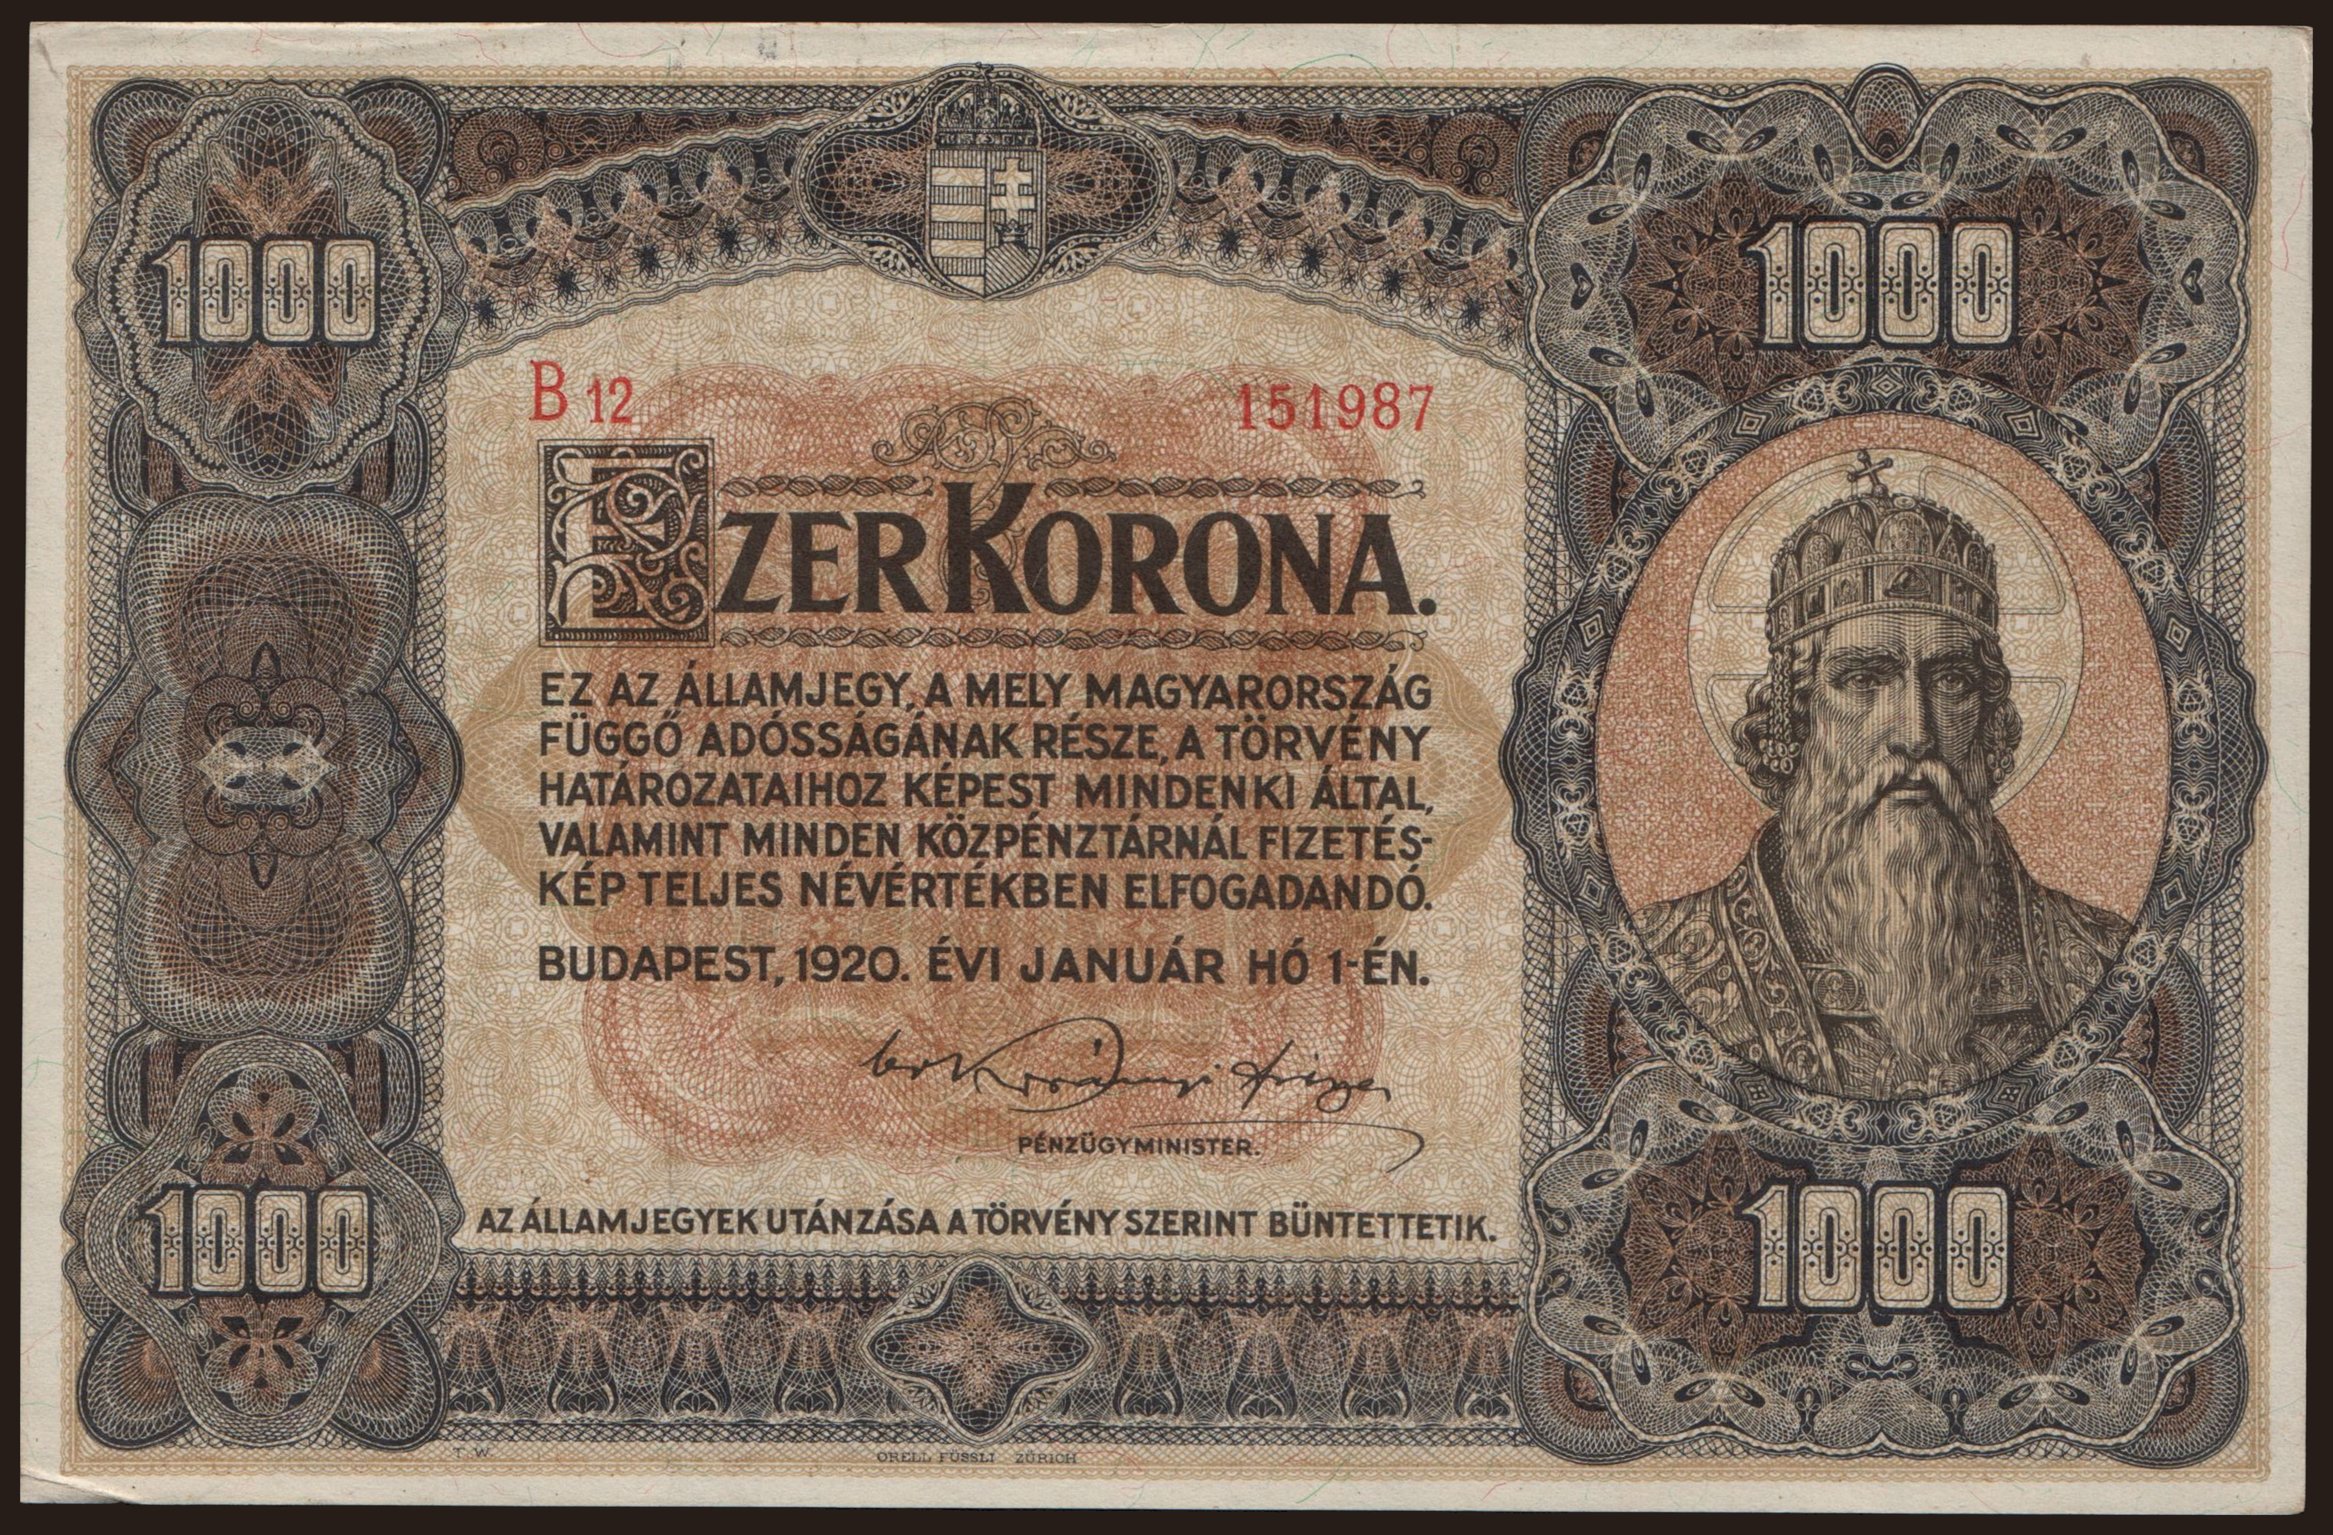 1000
1000
B 12
151987
EZER KORONA.
EZ AZ ÁLLAMJEGY, A MELY MAGYARORSZÁG
FÜGGŐ ADÓSSÁGÁNAK RÉSZE, A TÖRVÉNY
HATÁROZATAIHOZ KÉPEST MINDENKI ÁLTAL,
VALAMINT MINDEN KÖZPÉNZTÁRNÁL FIZETÉS-
KÉP TELJES NÉVÉRTÉKBEN ELFOGADANDÓ.
BUDAPEST, 1920. ÉVI JANUÁR HÓ 1-ÉN.
Korányi Frigyes
PÉNZÜGYMINISTER.
1000
1000
AZ ÁLLAMJEGYEK UTÁNZÁSA A TÖRVÉNY SZERINT BÜNTETTETIK.
T. W.
ORELL FÜSSLI ZÜRICH